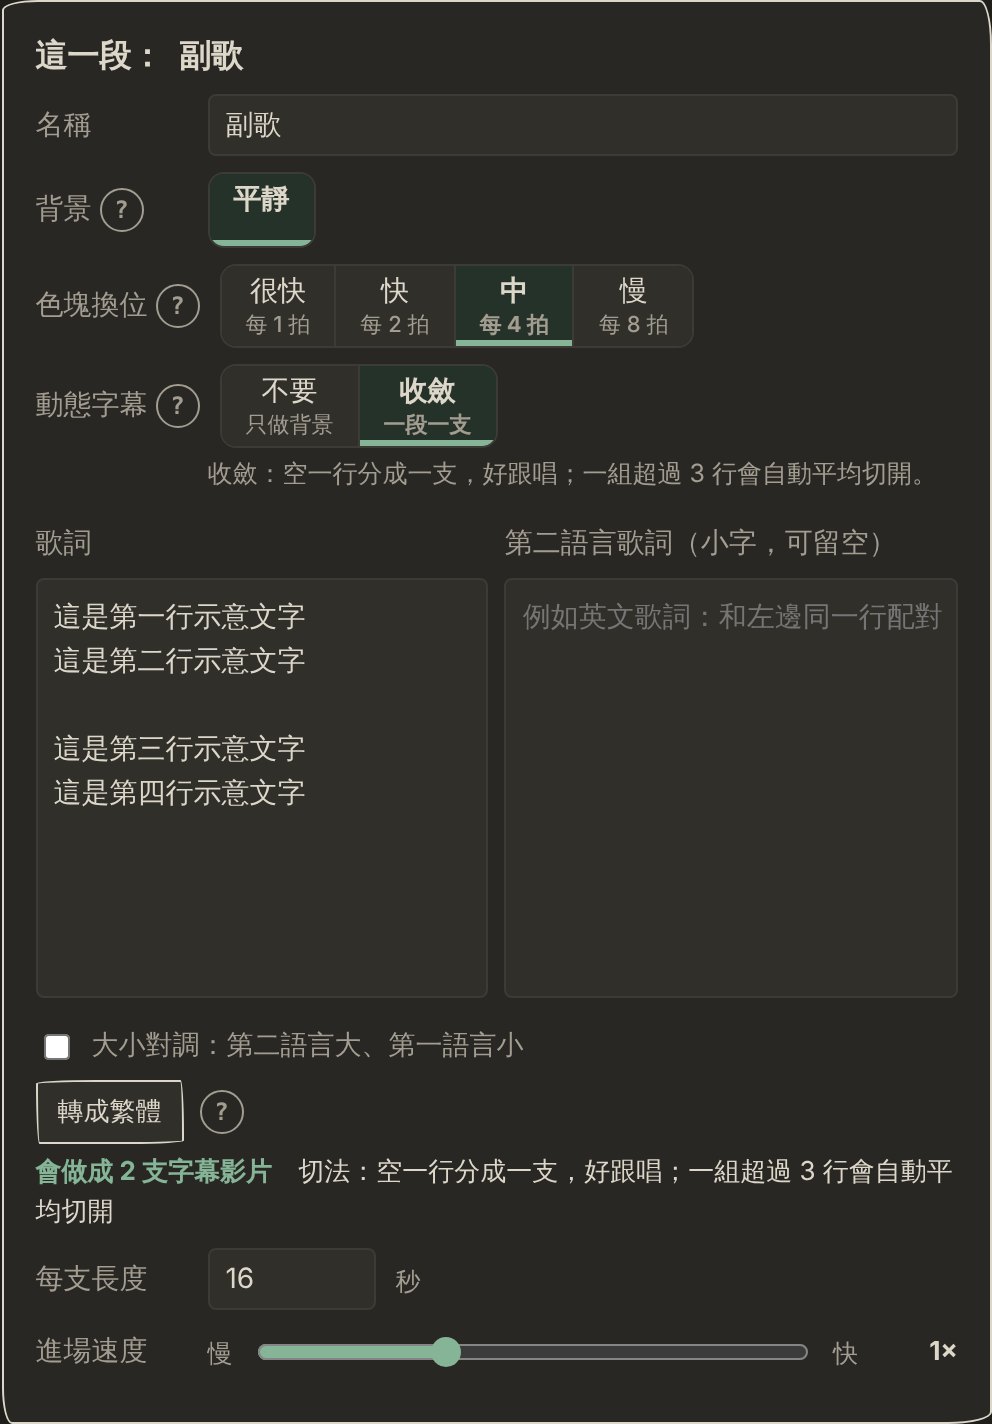 這一段： 副歌
名稱 副歌
背景 ? 平靜
色塊換位 ? 很快 快 中 慢
每 1 拍 每 2 拍 每 4 拍 每 8 拍
動態字幕 ? 不要 收斂
只做背景 一段一支
收斂：空一行分成一支，好跟唱；一組超過 3 行會自動平均切開。
歌詞 第二語言歌詞（小字，可留空）
這是第一行示意文字 例如英文歌詞：和左邊同一行配對
這是第二行示意文字
這是第三行示意文字
這是第四行示意文字
大小對調：第二語言大、第一語言小
轉成繁體 ?
會做成 2 支字幕影片 切法：空一行分成一支，好跟唱；一組超過 3 行會自動平
均切開
每支長度 16 秒
進場速度 慢 快 1×